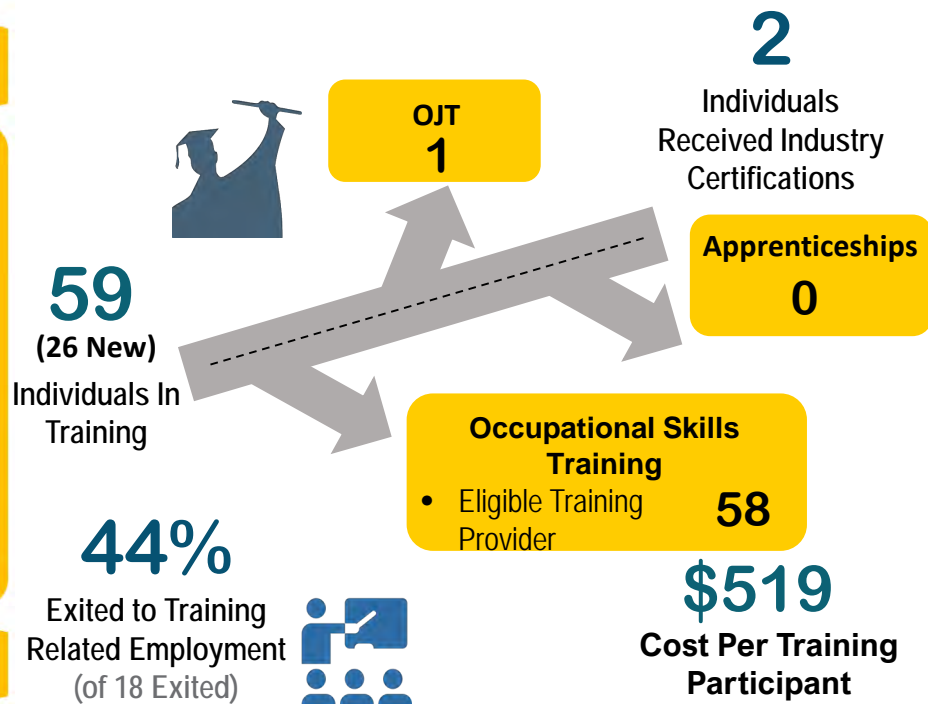 2
Individuals
Received Industry
Certifications
OJT
1
Apprenticeships
0
59
(26 New)
Individuals In
Training
Occupational Skills
Training
• Eligible Training
Provider
58
44%
Exited to Training
Related Employment
(of 18 Exited)
$519
Cost Per Training
Participant